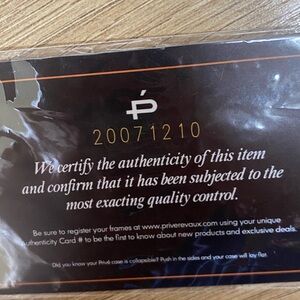 Ṕ
20071210
We certify the authenticity of this item
and confirm that it has been subjected to the
most exacting quality control.
Be sure to register your frames at www.priverevaux.com using your unique
Authenticity Card # to be the first to know about new products and exclusive deals.
Did you know your Privé case is collapsible? Push in the sides and your case will lay flat.